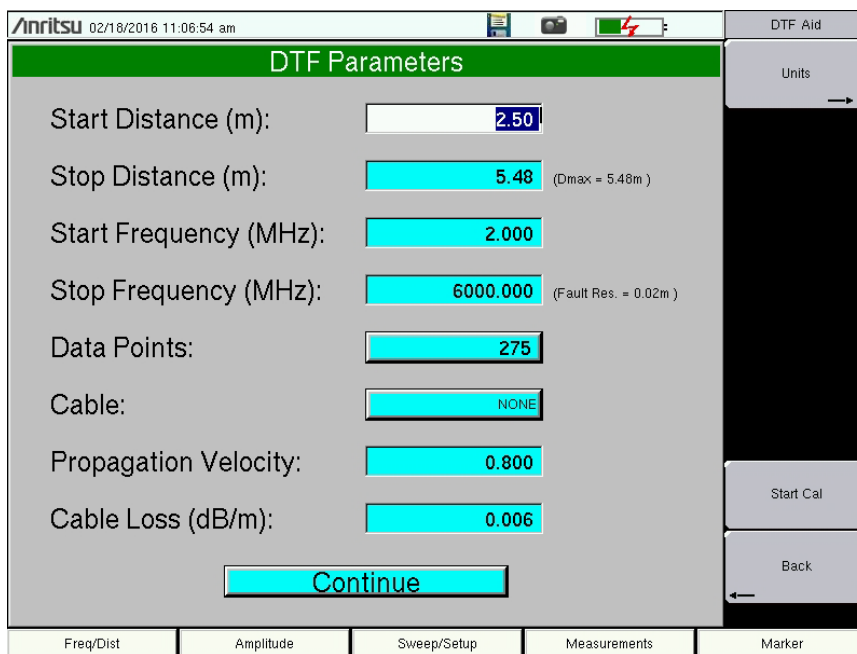 Anritsu 02/18/2016 11:06:54 am
DTF Aid
DTF Parameters
Units
Start Distance (m): 2.50
Stop Distance (m): 5.48 (Dmax = 5.48m )
Start Frequency (MHz): 2.000
Stop Frequency (MHz): 6000.000 (Fault Res. = 0.02m )
Data Points: 275
Cable: NONE
Propagation Velocity: 0.800
Cable Loss (dB/m): 0.006
Start Cal
Continue
Back
Freq/Dist Amplitude Sweep/Setup Measurements Marker